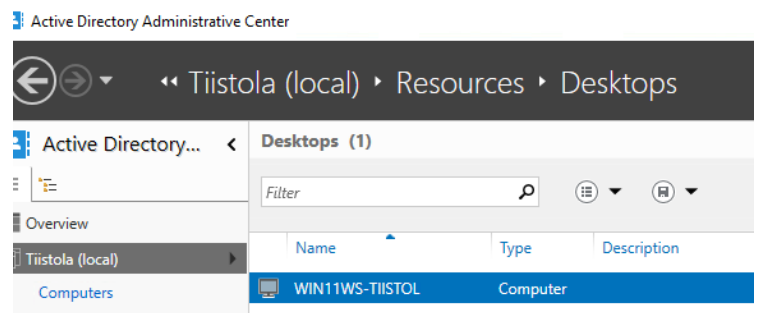 Active Directory Administrative Center
Tiistola (local) Resources Desktops
Active Directory...
Desktops (1)
Filter
Overview
Name Type Description
Tiistola (local)
WIN11WS-TIISTOL Computer
Computers